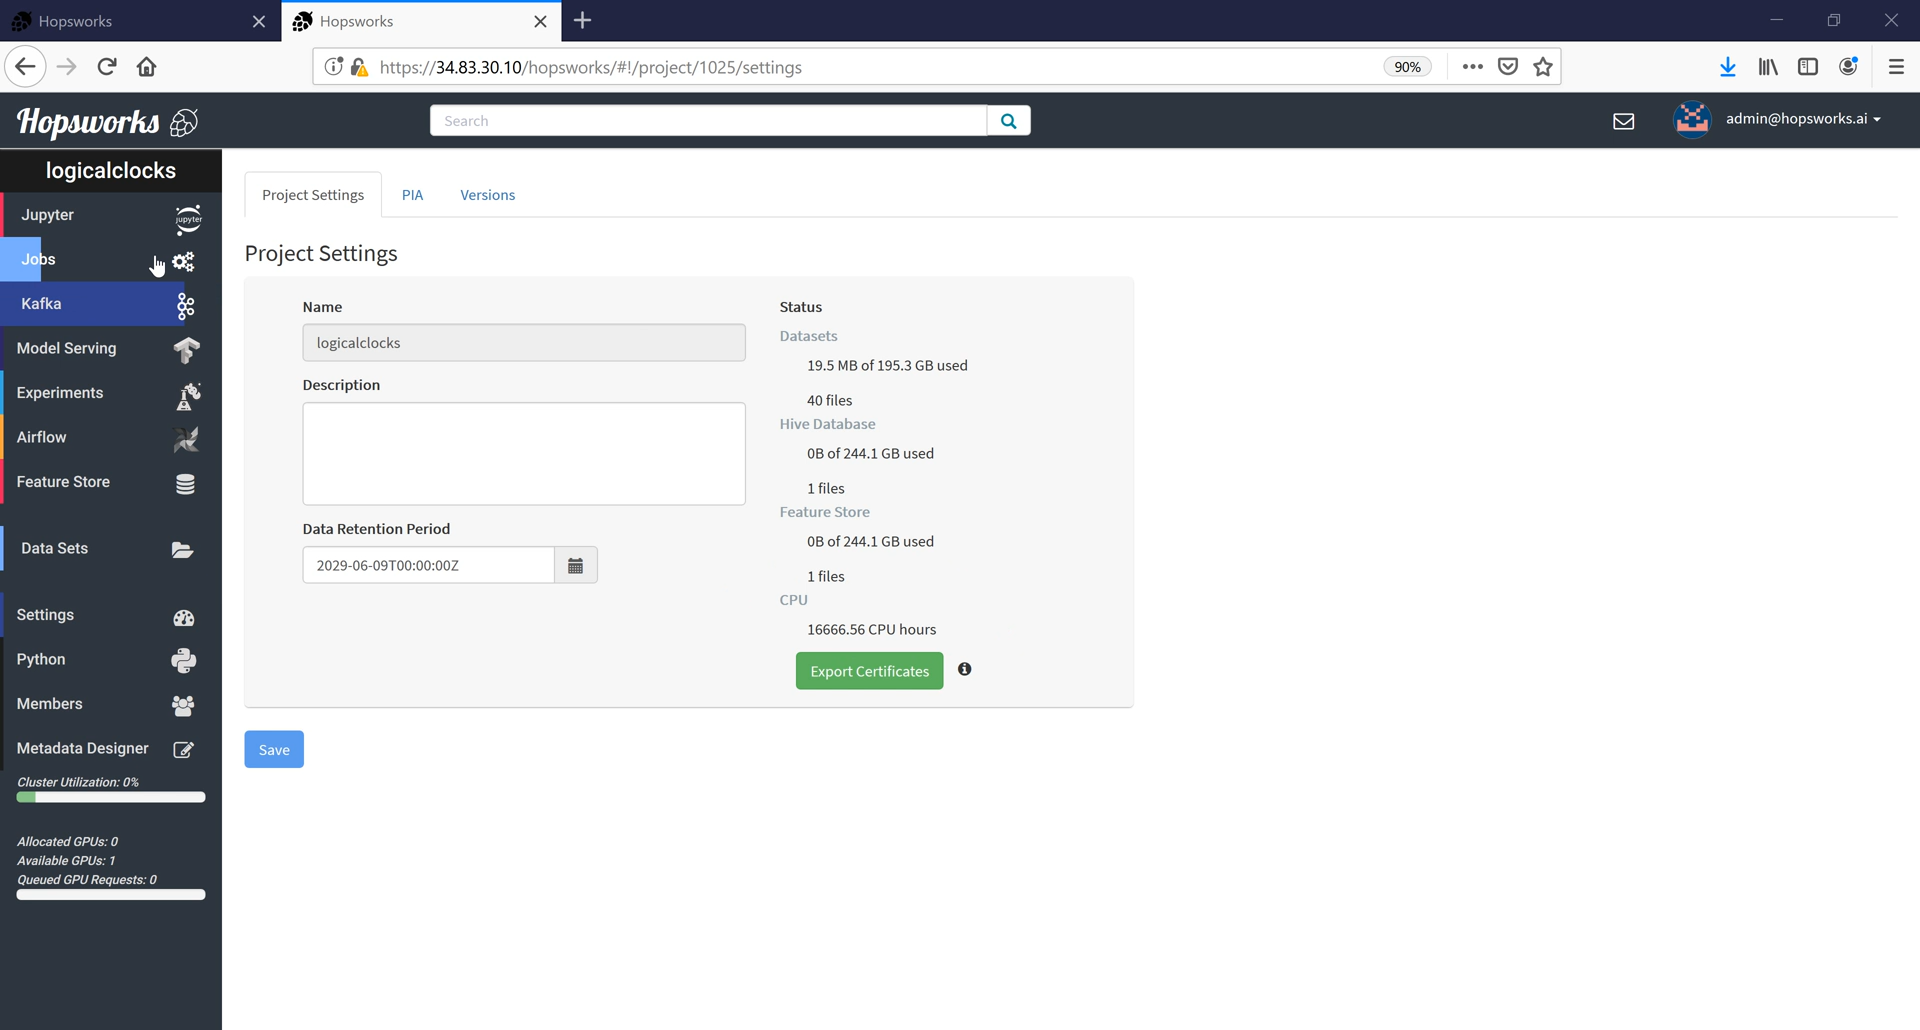 Hopsworks
Hopsworks
https://34.83.30.10/hopsworks/#!/project/1025/settings
90%
Hopsworks
Search
admin@hopsworks.ai
logicalclocks
Jupyter
jupyter
Jobs
Kafka
Model Serving
Experiments
Airflow
Feature Store
Data Sets
Settings
Python
Members
Metadata Designer
Cluster Utilization: 0%
Allocated GPUs: 0
Available GPUs: 1
Queued GPU Requests: 0
Project Settings
PIA
Versions
Project Settings
Name
logicalclocks
Description
Data Retention Period
2029-06-09T00:00:00Z
Status
Datasets
19.5 MB of 195.3 GB used
40 files
Hive Database
0B of 244.1 GB used
1 files
Feature Store
0B of 244.1 GB used
1 files
CPU
16666.56 CPU hours
Export Certificates
Save